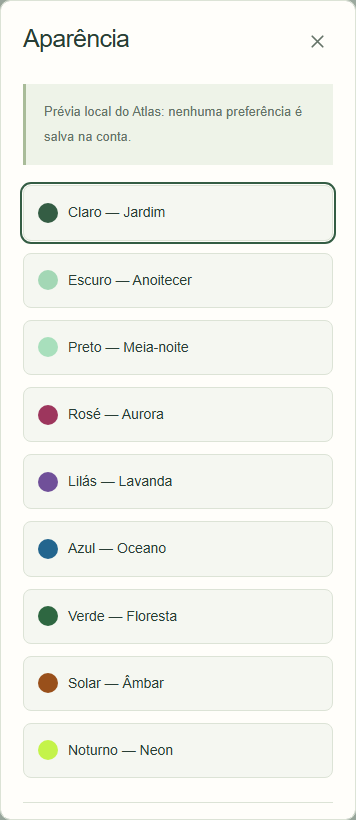 Aparência
Prévia local do Atlas: nenhuma preferência é
salva na conta.
Claro — Jardim
Escuro — Anoitecer
Preto — Meia-noite
Rosé — Aurora
Lilás — Lavanda
Azul — Oceano
Verde — Floresta
Solar — Âmbar
Noturno — Neon